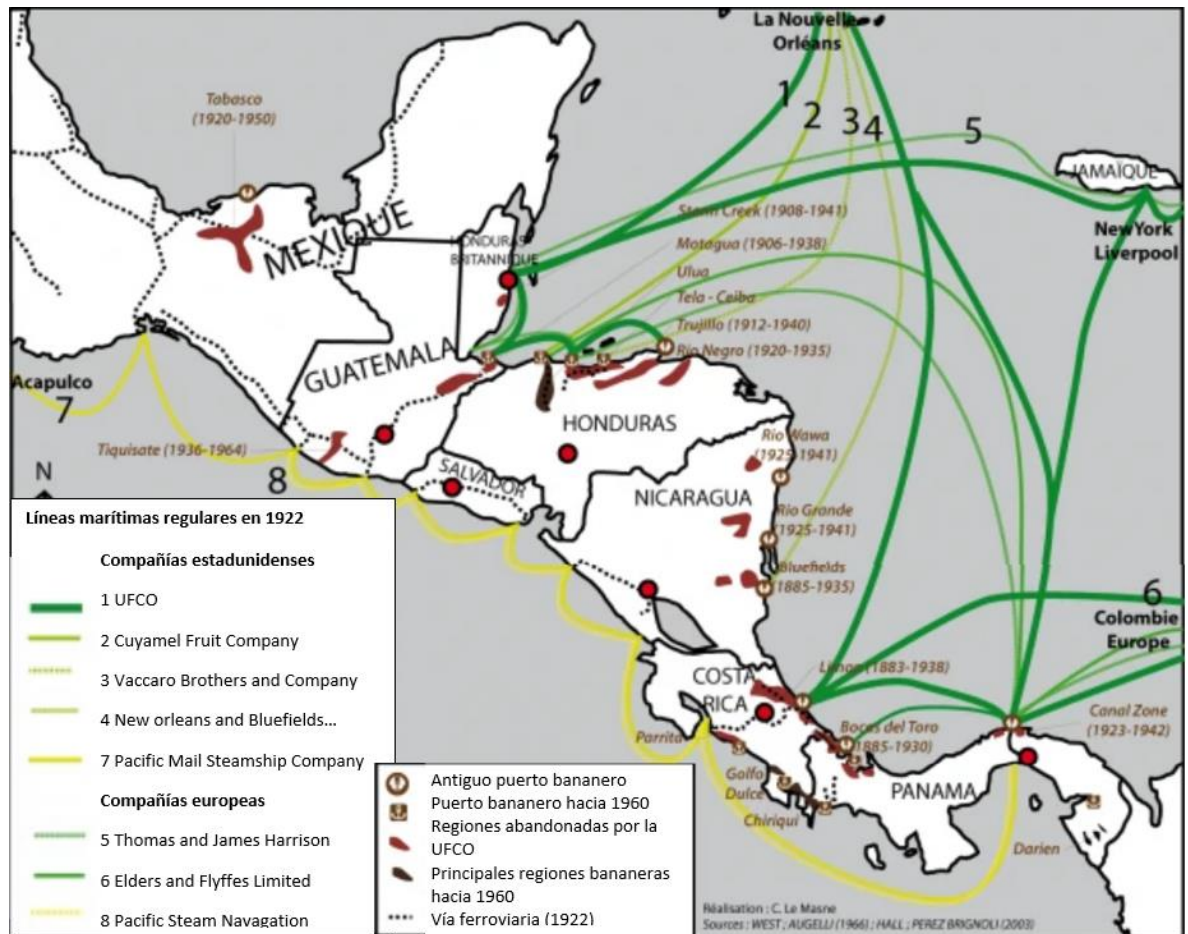 La Nouvelle
Orléans
1
2
3
4
5
Tabasco
(1920-1950)
JAMAÏQUE
MEXIQUE
Stann Creek (1908-1941)
NewYork
Liverpool
HONDURAS
BRITANNIQUE
Motagua (1906-1938)
Ulua
Tela - Ceiba
Trujillo (1912-1940)
Rio Negro (1920-1935)
GUATEMALA
Acapulco
7
HONDURAS
Tiquisate (1936-1964)
Rio Wawa
(1925-1941)
SALVADOR
8
N
NICARAGUA
Rio Grande
(1925-1941)
Bluefields
(1885-1935)
6
Colombie
Europe
Limon (1883-1938)
COSTA
RICA
Parrita
Bocas del Toro
(1885-1930)
Canal Zone
(1923-1942)
Golfo
Dulce
PANAMA
Chiriqui
Darien
Líneas marítimas regulares en 1922
Compañías estadunidenses
1 UFCO
2 Cuyamel Fruit Company
3 Vaccaro Brothers and Company
4 New orleans and Bluefields...
7 Pacific Mail Steamship Company
Compañías europeas
5 Thomas and James Harrison
6 Elders and Flyffes Limited
8 Pacific Steam Navagation
Antiguo puerto bananero
Puerto bananero hacia 1960
Regiones abandonadas por la
UFCO
Principales regiones bananeras
hacia 1960
Vía ferroviaria (1922)
Réalisation : C. Le Masne
Sources : WEST ; AUGELLI (1966) ; HALL ; PEREZ BRIGNOLI (2003)